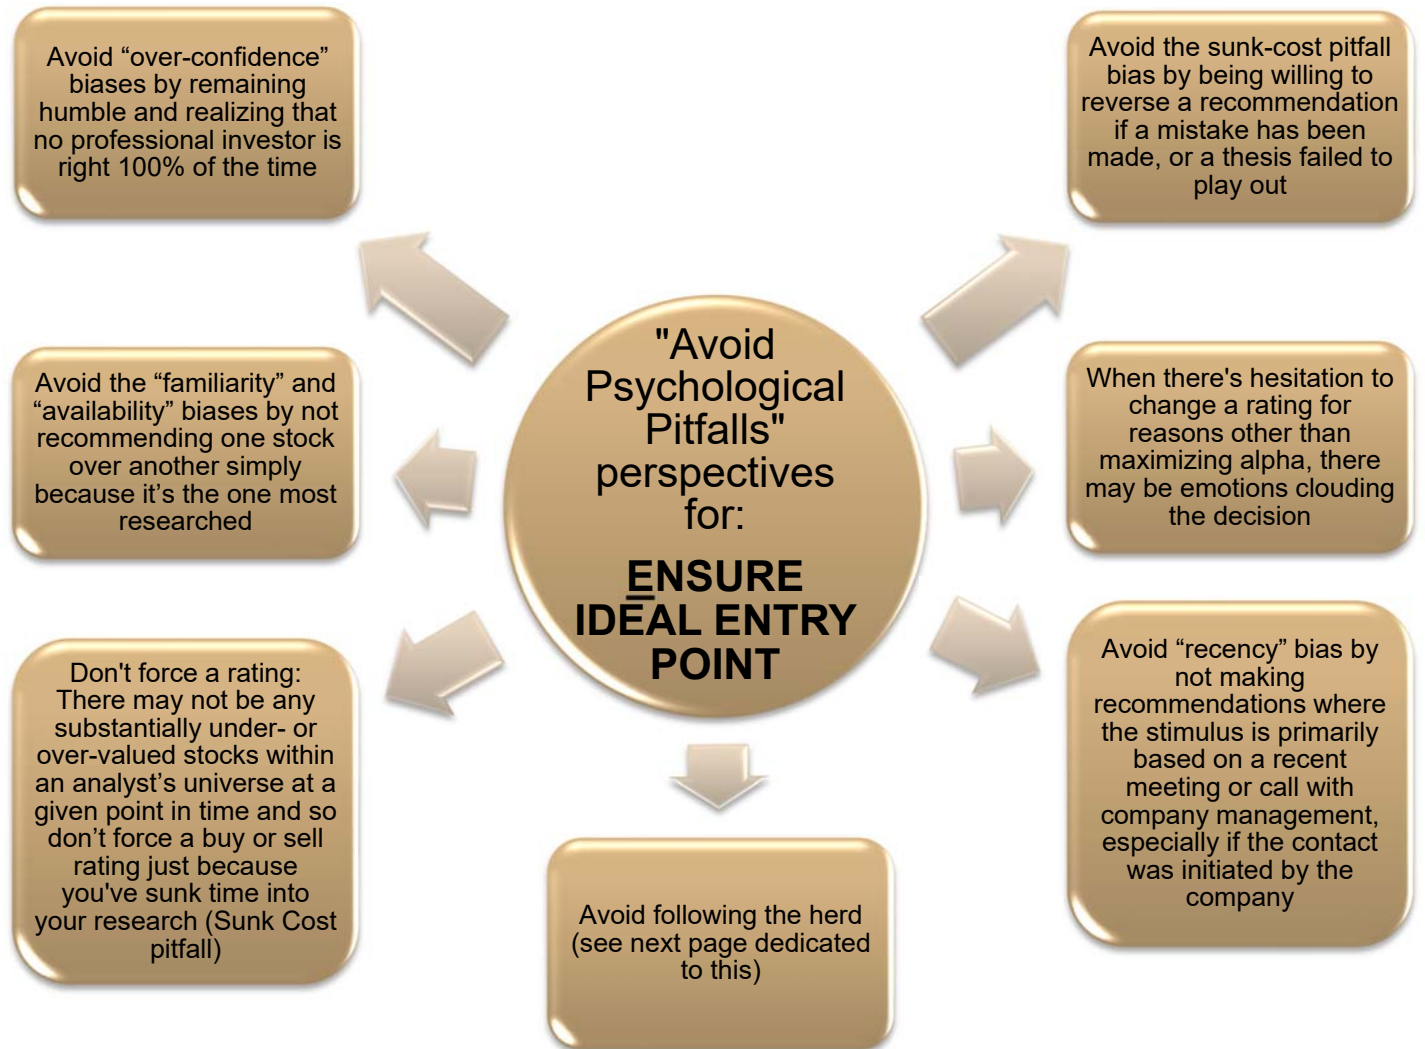 Avoid “over-confidence”
biases by remaining
humble and realizing that
no professional investor is
right 100% of the time
Avoid the sunk-cost pitfall
bias by being willing to
reverse a recommendation
if a mistake has been
made, or a thesis failed to
play out
"Avoid
Psychological
Pitfalls"
perspectives
for:
ENSURE
IDEAL ENTRY
POINT
Avoid the “familiarity” and
“availability” biases by not
recommending one stock
over another simply
because it’s the one most
researched
When there's hesitation to
change a rating for
reasons other than
maximizing alpha, there
may be emotions clouding
the decision
Don't force a rating:
There may not be any
substantially under- or
over-valued stocks within
an analyst’s universe at a
given point in time and so
don’t force a buy or sell
rating just because
you've sunk time into
your research (Sunk Cost
pitfall)
Avoid “recency” bias by
not making
recommendations where
the stimulus is primarily
based on a recent
meeting or call with
company management,
especially if the contact
was initiated by the
company
Avoid following the herd
(see next page dedicated
to this)